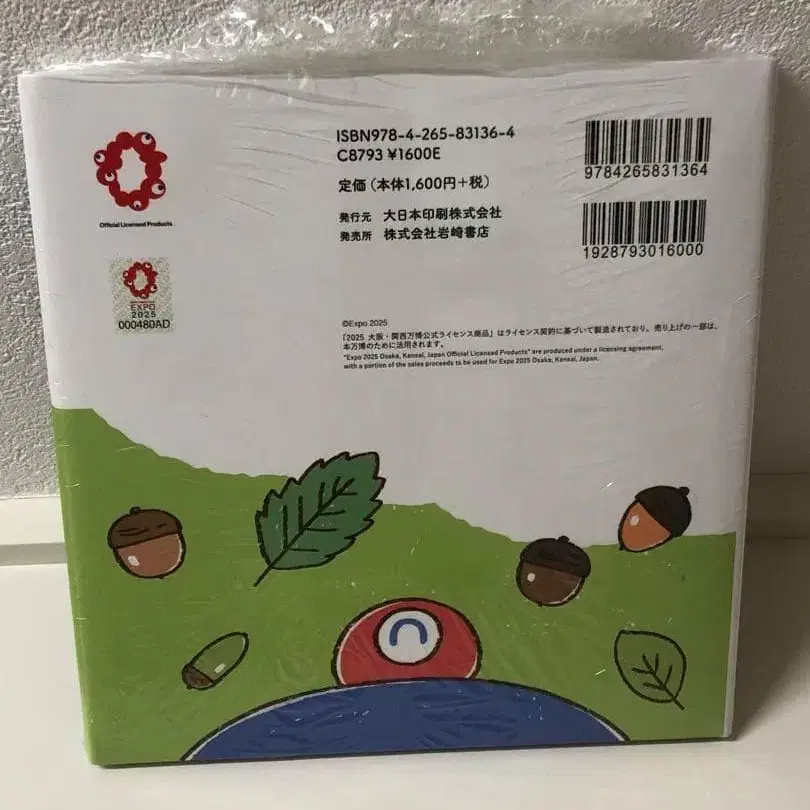 Official Licensed Products
EXPO
2025
000480AD
ISBN978-4-265-83136-4
C8793 ¥1600E
定価（本体1,600円＋税）
発行元 大日本印刷株式会社
発売所 株式会社岩崎書店
9784265831364
1928793016000
©Expo 2025
「2025 大阪・関西万博公式ライセンス商品」はライセンス契約に基づいて製造されており、売り上げの一部は、
本万博のために活用されます。
"Expo 2025 Osaka, Kansai, Japan Official Licensed Products" are produced under a licensing agreement,
with a portion of the sales proceeds to be used for Expo 2025 Osaka, Kansai, Japan.